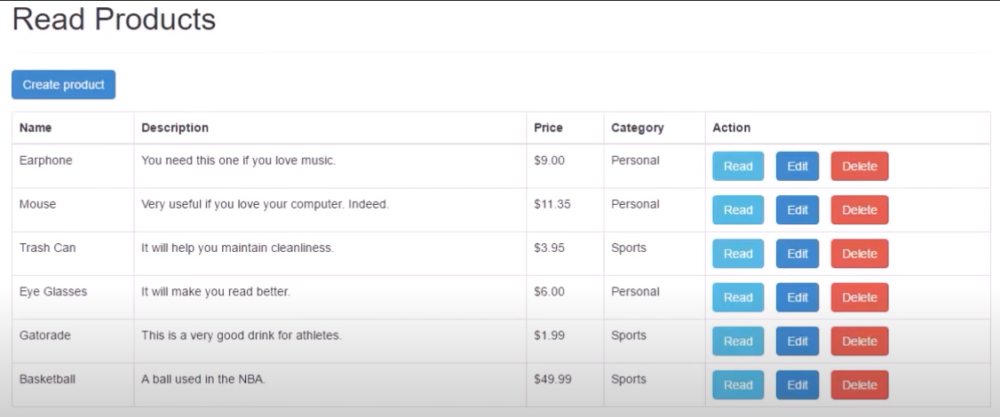 Read Products
Create product
Name Description Price Category Action
Earphone You need this one if you love music. $9.00 Personal Read Edit Delete
Mouse Very useful if you love your computer. Indeed. $11.35 Personal Read Edit Delete
Trash Can It will help you maintain cleanliness. $3.95 Sports Read Edit Delete
Eye Glasses It will make you read better. $6.00 Personal Read Edit Delete
Gatorade This is a very good drink for athletes. $1.99 Sports Read Edit Delete
Basketball A ball used in the NBA. $49.99 Sports Read Edit Delete